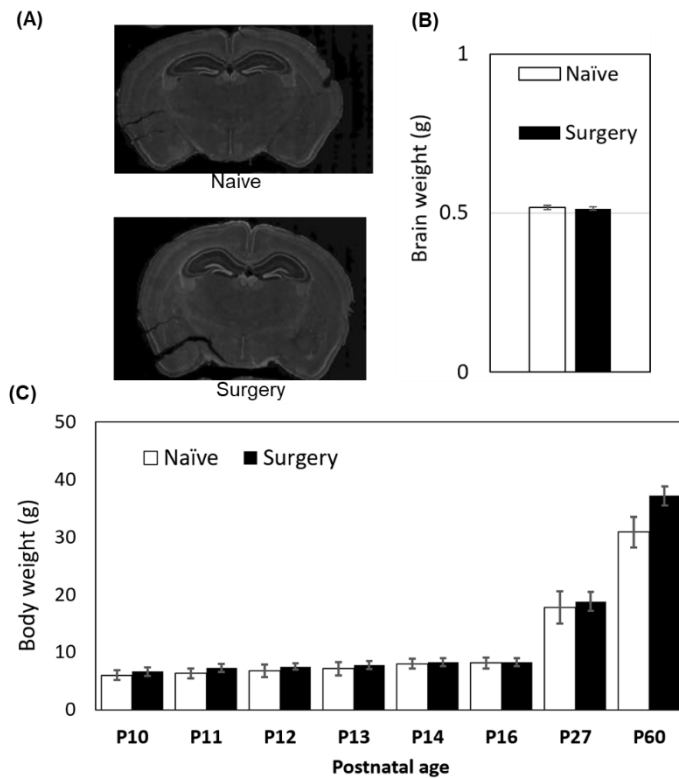 (A)
Naive
Surgery
(B)
1
0.5
0
Brain weight (g)
Naïve
Surgery
(C)
50
40
30
20
10
0
Body weight (g)
Naïve Surgery
P10 P11 P12 P13 P14 P16 P27 P60
Postnatal age